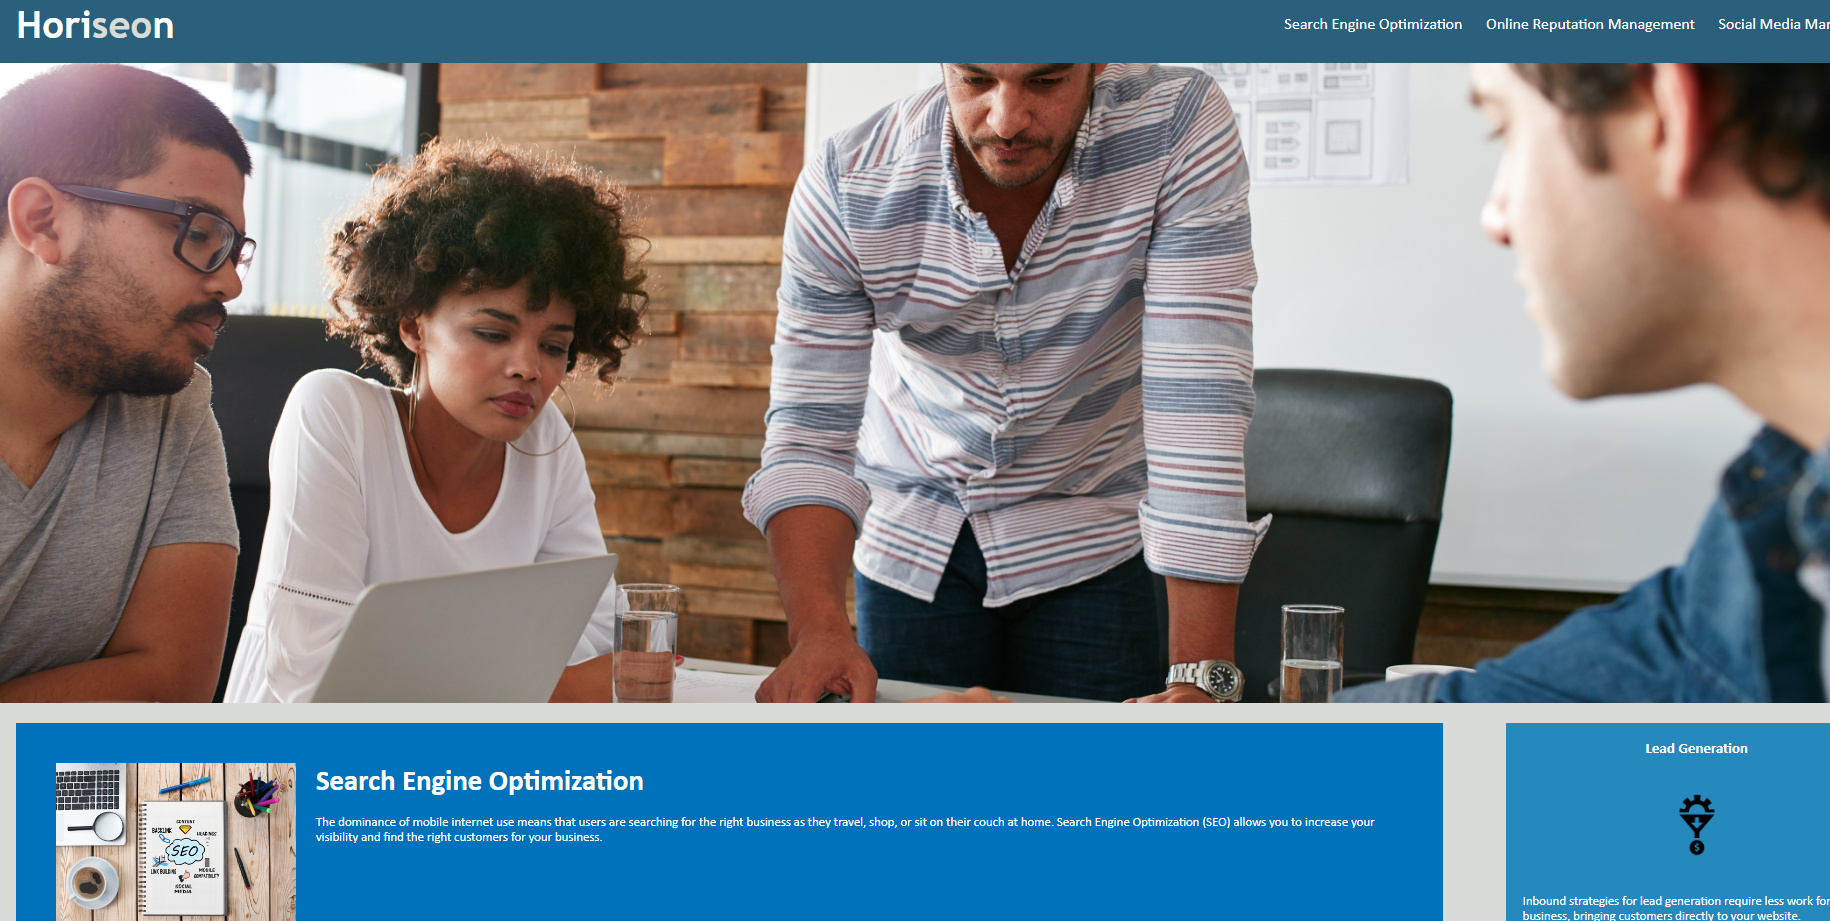 Horiseon
Search Engine Optimization Online Reputation Management Social Media Mar
Search Engine Optimization
The dominance of mobile internet use means that users are searching for the right business as they travel, shop, or sit on their couch at home. Search Engine Optimization (SEO) allows you to increase your
visibility and find the right customers for your business.
CONTENT
BACKLINK
HEADINGS
SEO
LINK BUILDING
MOBILE
COMPATIBILITY
SOCIAL
MEDIA
Lead Generation
$
Inbound strategies for lead generation require less work for
business, bringing customers directly to your website.